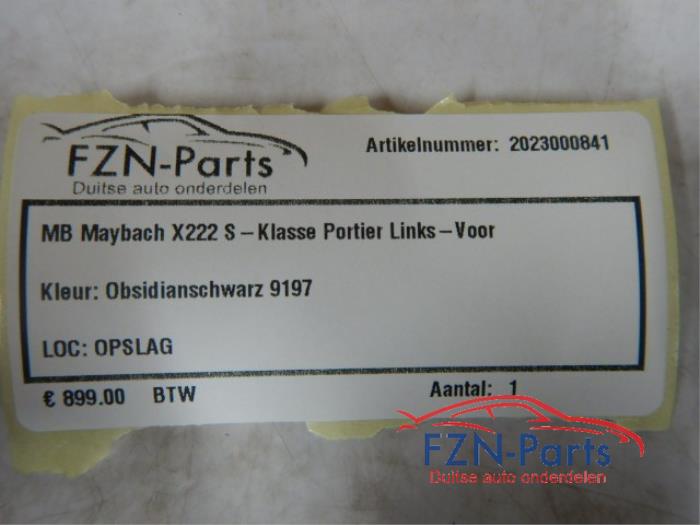 FZN-Parts
Duitse auto onderdelen
Artikelnummer: 2023000841
MB Maybach X222 S-Klasse Portier Links-Voor
Kleur: Obsidianschwarz 9197
LOC: OPSLAG
€ 899.00 BTW
Aantal: 1
FZN-Parts
Duitse auto onderdelen